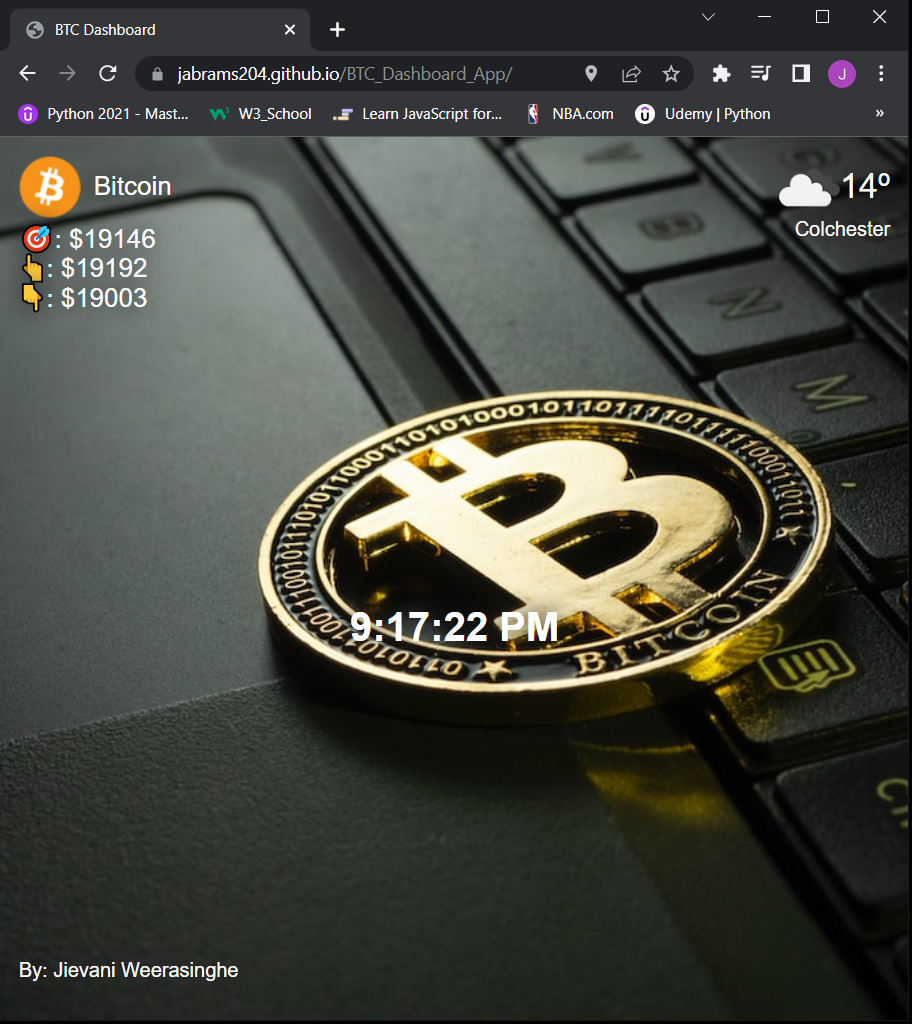 BTC Dashboard
jabrams204.github.io/BTC_Dashboard_App/
J
Python 2021 - Mast...
W3_School
Learn JavaScript for...
NBA.com
Udemy | Python
»
Bitcoin
: $19146
: $19192
: $19003
14º
Colchester
V
G
N
M
9:17:22 PM
BITCOIN
By: Jievani Weerasinghe